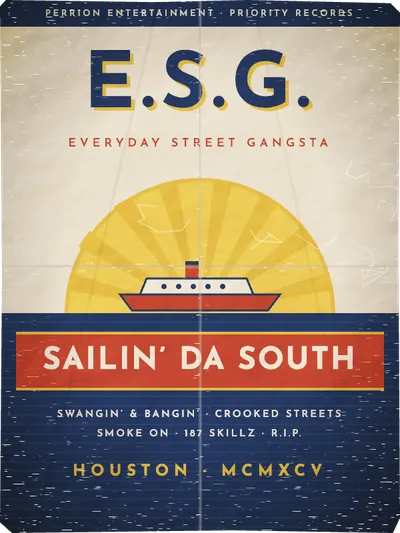 PERRION ENTERTAINMENT · PRIORITY RECORDS
E.S.G.
EVERYDAY STREET GANGSTA
SAILIN' DA SOUTH
SWANGIN' & BANGIN' · CROOKED STREETS
SMOKE ON · 187 SKILLZ · R.I.P.
HOUSTON · MCMXCV